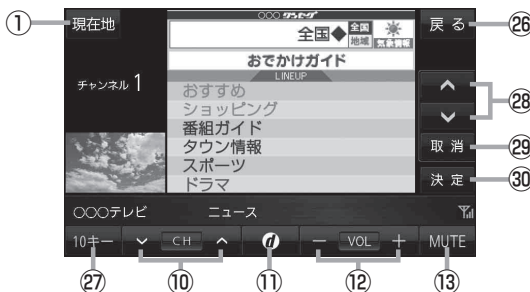 ① 現在地
○○○ ワンセグ
全国◆ 全国 地域 気象情報
戻る ㉖
おでかけガイド
LINEUP
チャンネル 1
おすすめ
ショッピング
番組ガイド
タウン情報
スポーツ
ドラマ
㉘
取消 ㉙
決定 ㉚
○○○テレビ ニュース
10キー CH d − VOL + MUTE
㉗ ⑩ ⑪ ⑫ ⑬